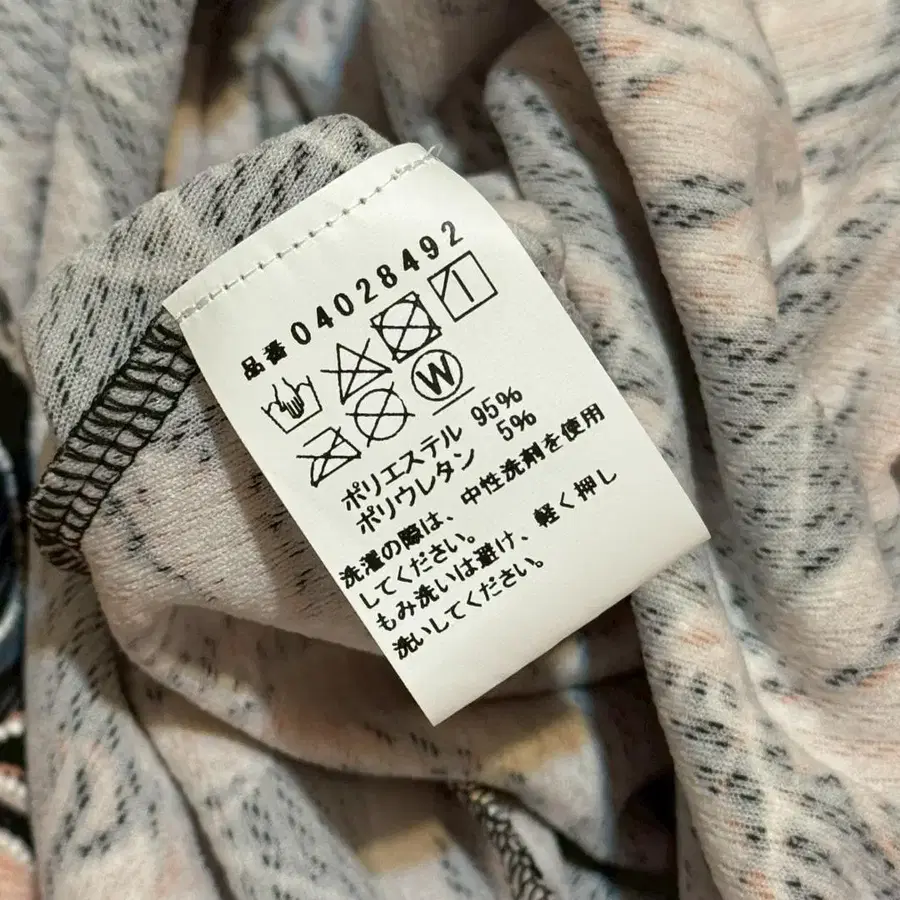 品番 04028492
W
ポリエステル 95%
ポリウレタン 5%
洗濯の際は、中性洗剤を使用
してください。
もみ洗いは避け、軽く押し
洗いしてください。